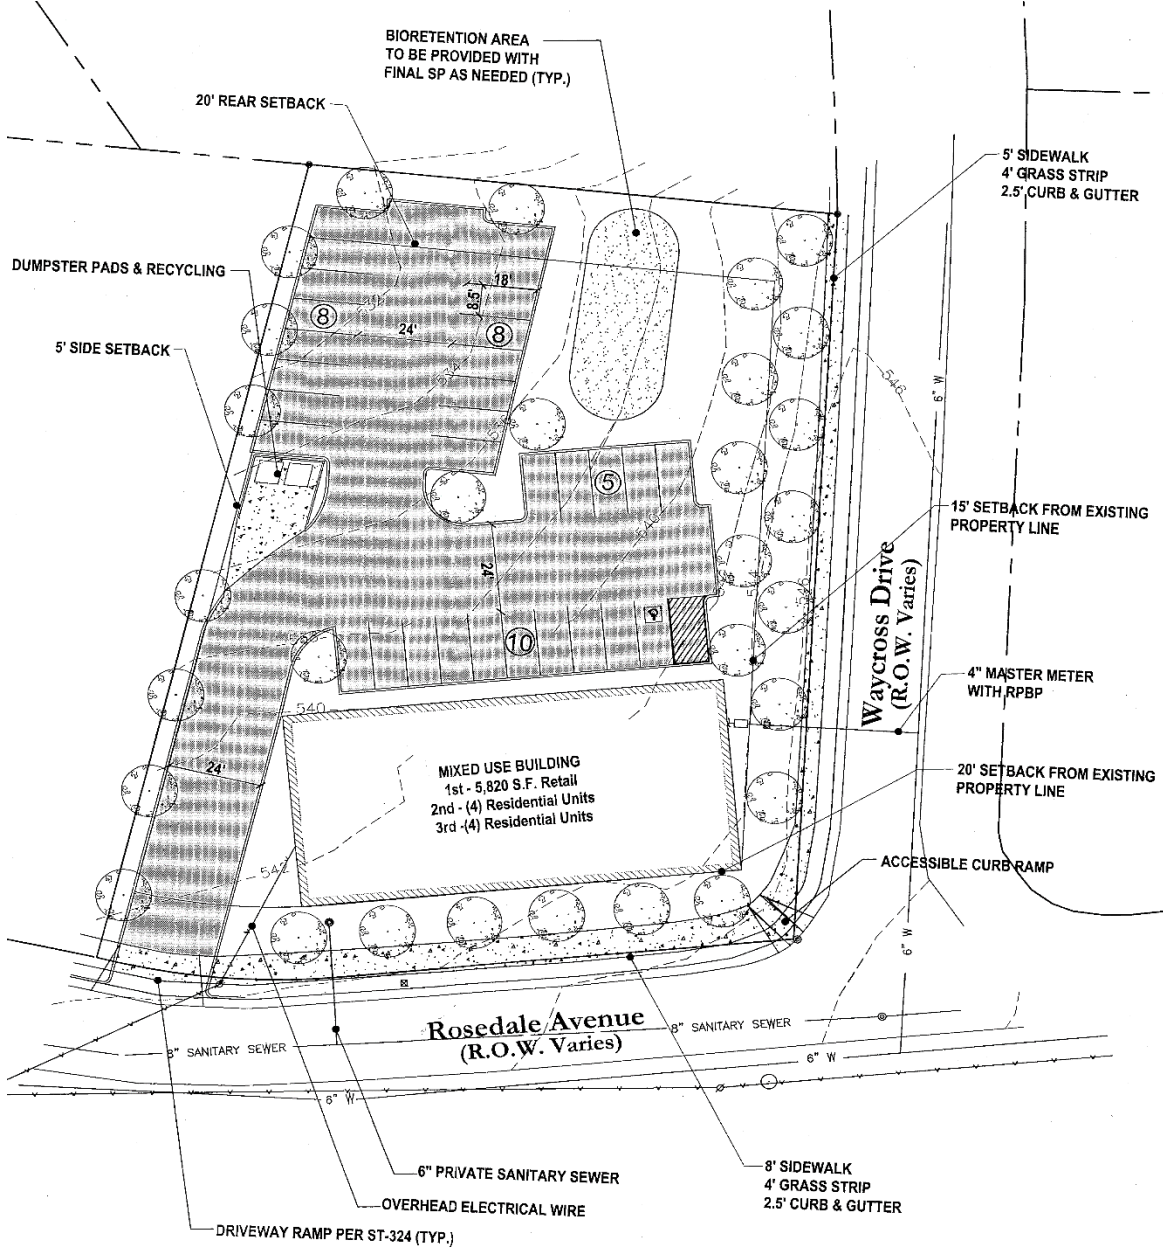 BIORETENTION AREA
TO BE PROVIDED WITH
FINAL SP AS NEEDED (TYP.)
20' REAR SETBACK
5' SIDEWALK
4' GRASS STRIP
2.5' CURB & GUTTER
DUMPSTER PADS & RECYCLING
18'
8.5'
8
24'
8
5' SIDE SETBACK
546
6" W
5
15' SETBACK FROM EXISTING
PROPERTY LINE
24'
Waycross Drive
(R.O.W. Varies)
10
4" MASTER METER
WITH RPBP
540
24'
MIXED USE BUILDING
1st - 5,820 S.F. Retail
2nd - (4) Residential Units
3rd -(4) Residential Units
20' SETBACK FROM EXISTING
PROPERTY LINE
542
ACCESSIBLE CURB RAMP
6" W
Rosedale Avenue
(R.O.W. Varies)
8" SANITARY SEWER
8" SANITARY SEWER
6" W
6" W
6" PRIVATE SANITARY SEWER
8' SIDEWALK
4' GRASS STRIP
2.5' CURB & GUTTER
OVERHEAD ELECTRICAL WIRE
DRIVEWAY RAMP PER ST-324 (TYP.)